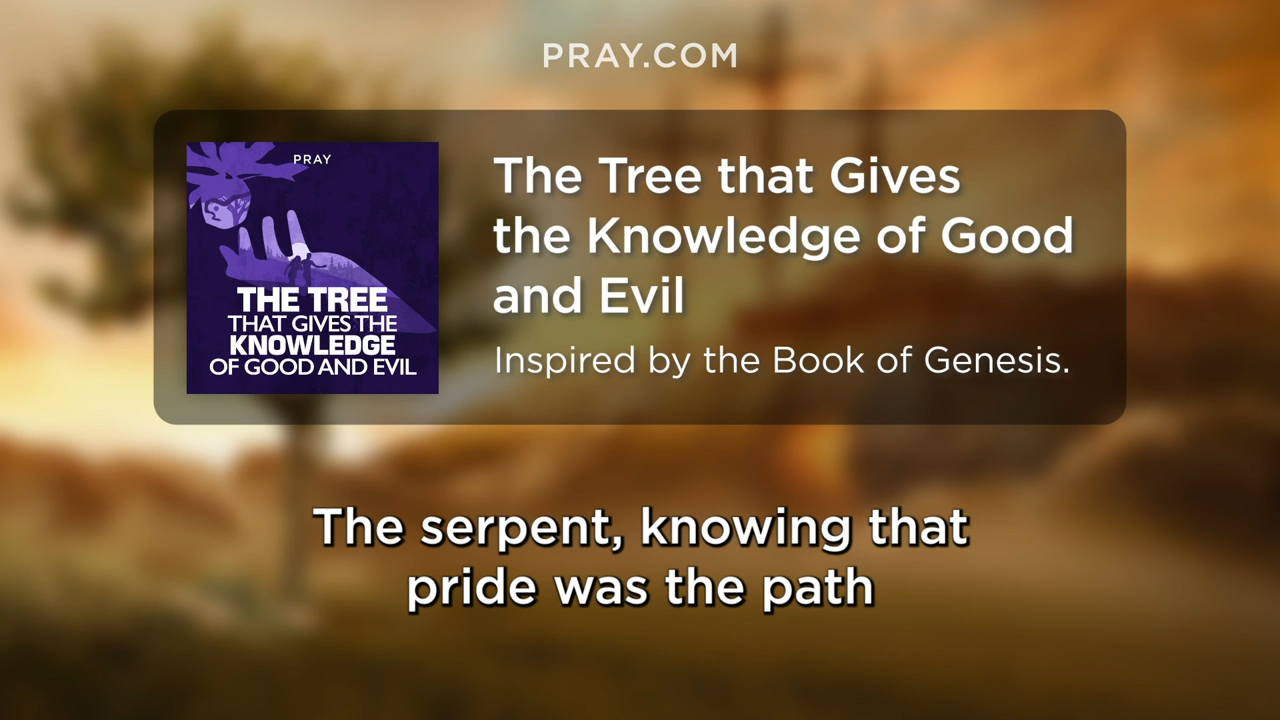 PRAY.COM
PRAY
THE TREE
THAT GIVES THE
KNOWLEDGE
OF GOOD AND EVIL
The Tree that Gives
the Knowledge of Good
and Evil
Inspired by the Book of Genesis.
The serpent, knowing that
pride was the path